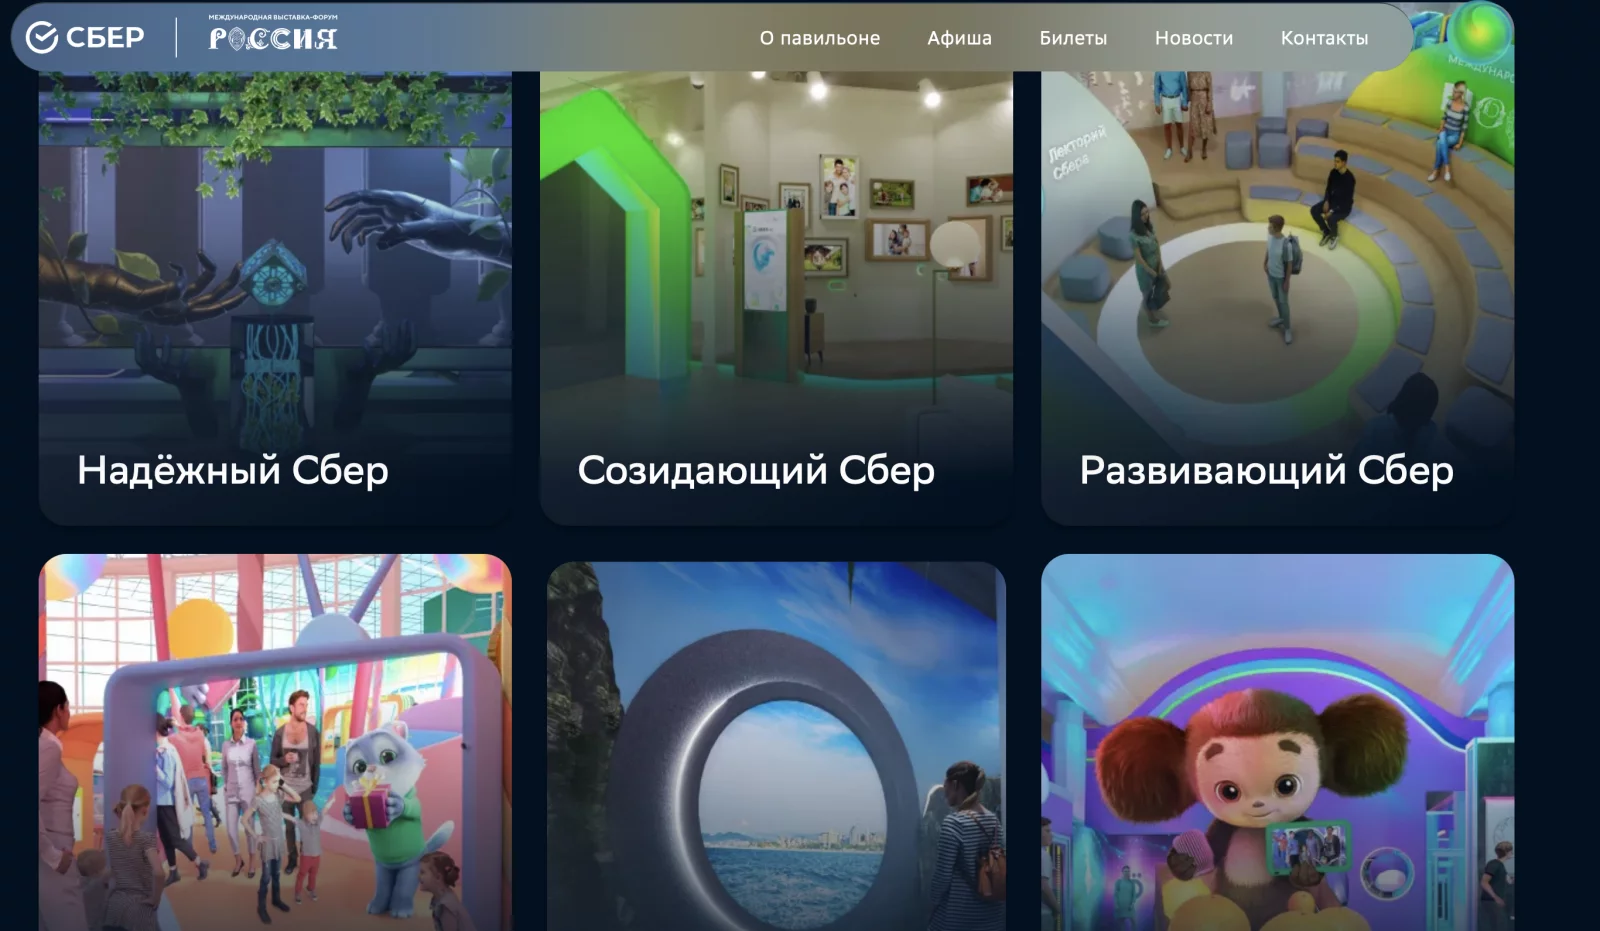 СБЕР
МЕЖДУНАРОДНАЯ ВЫСТАВКА-ФОРУМ
РОССИЯ
О павильоне
Афиша
Билеты
Новости
Контакты
МЕЖДУНАРО
Лекторий
Сбера
Надёжный Сбер
Созидающий Сбер
Развивающий Сбер